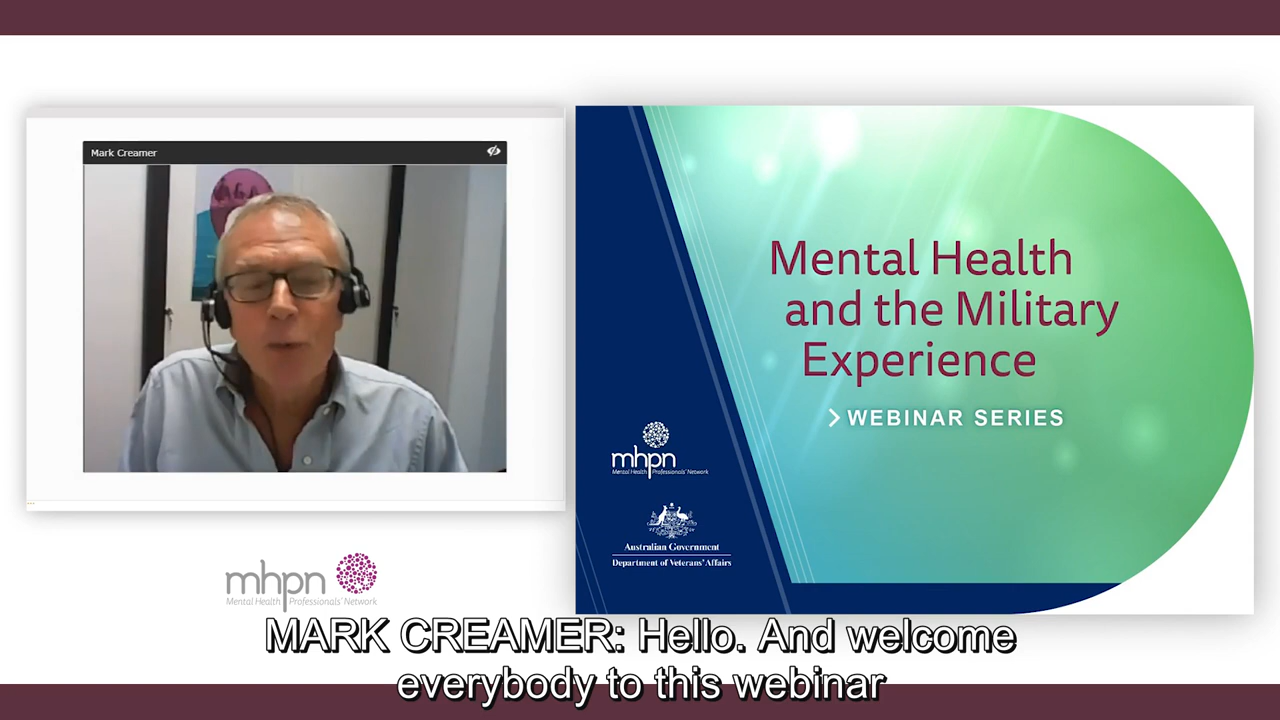 Mark Creamer
Mental Health
and the Military
Experience
WEBINAR SERIES
mhpn
Mental Health Professionals' Network
Australian Government
Department of Veterans' Affairs
mhpn
Mental Health Professionals' Network
MARK CREAMER: Hello. And welcome
everybody to this webinar